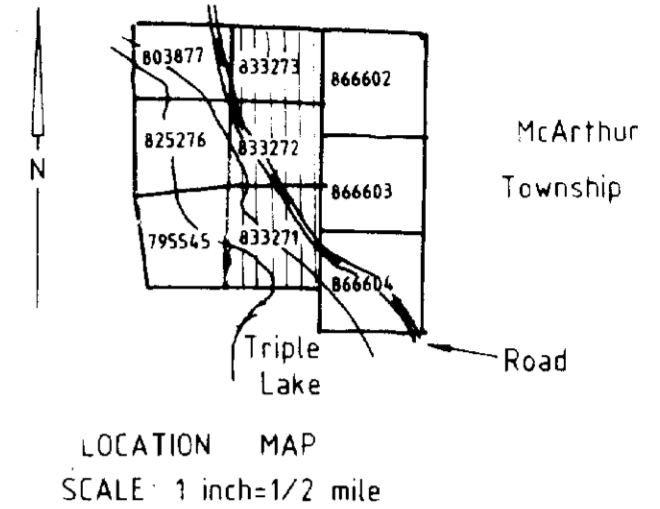 803877 833273 866602
825276 833272 McArthur
N Township
866603
795545 833271
866604
Triple
Lake
Road
LOCATION MAP
SCALE 1 inch=1/2 mile